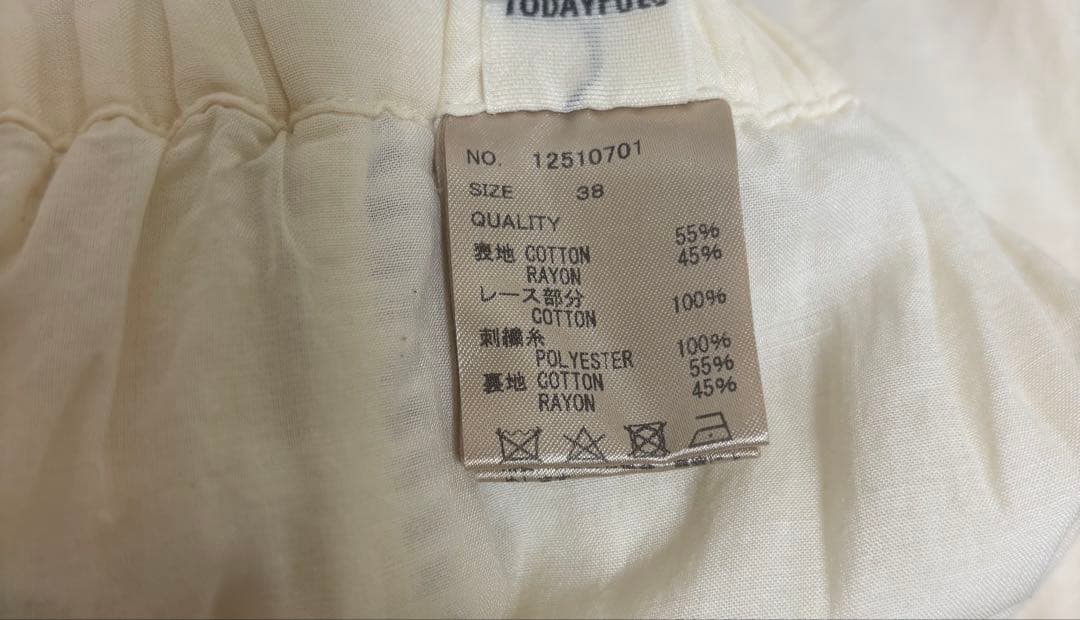 NO. 12510701
SIZE 38
QUALITY
表地 COTTON 55%
RAYON 45%
レース部分
COTTON 100%
刺繍糸
POLYESTER 100%
裏地 COTTON 55%
RAYON 45%